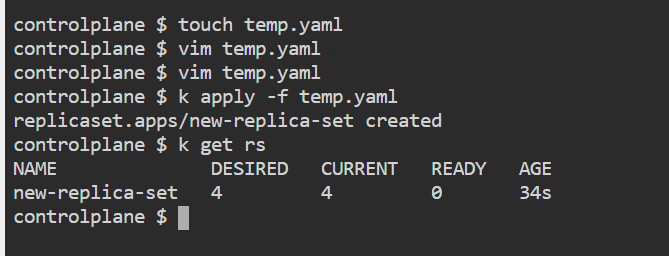 controlplane $ touch temp.yaml
controlplane $ vim temp.yaml
controlplane $ vim temp.yaml
controlplane $ k apply -f temp.yaml
replicaset.apps/new-replica-set created
controlplane $ k get rs
NAME              DESIRED   CURRENT   READY   AGE
new-replica-set   4         4         0       34s
controlplane $